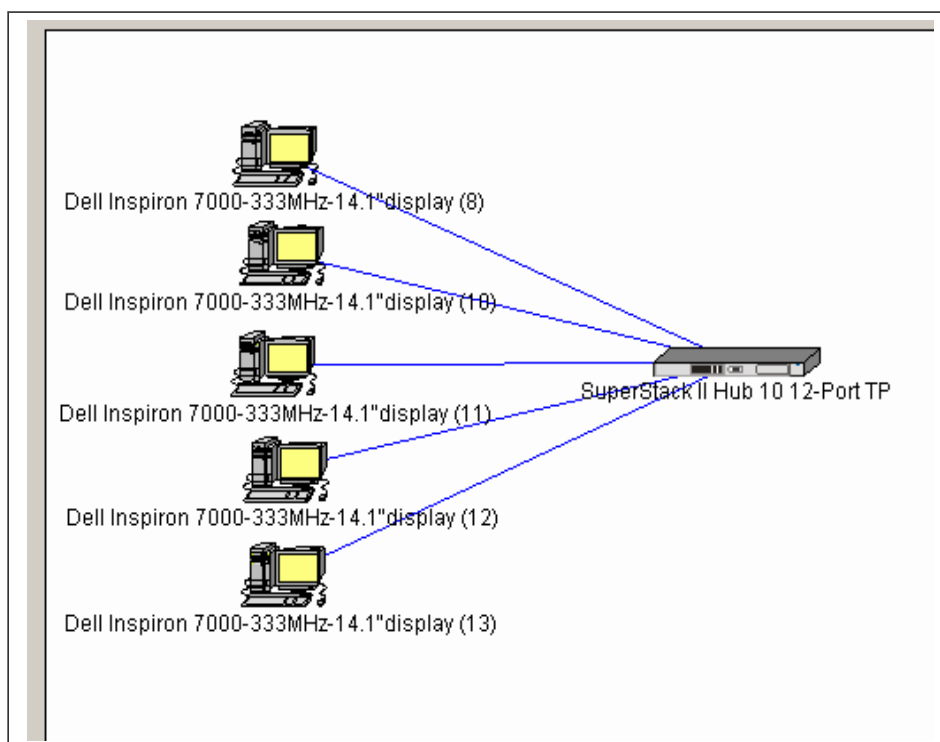 Dell Inspiron 7000-333MHz-14.1"display (8)
Dell Inspiron 7000-333MHz-14.1"display (10)
SuperStack II Hub 10 12-Port TP
Dell Inspiron 7000-333MHz-14.1"display (11)
Dell Inspiron 7000-333MHz-14.1"display (12)
Dell Inspiron 7000-333MHz-14.1"display (13)